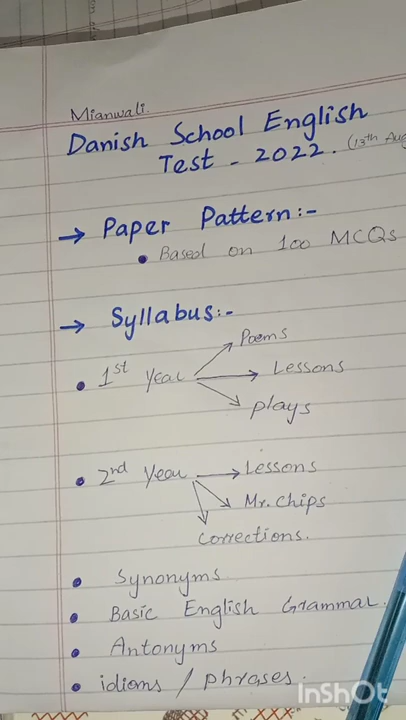 Mianwali.
Danish School English
Test - 2022. (13th Aug
→ Paper Pattern:-
• Based on 100 MCQs
→ Syllabus:-
• 1st Year → Poems
→ Lessons
→ plays
• 2nd Year → Lessons
→ Mr. Chips
→ Corrections.
• Synonyms
• Basic English Grammar.
• Antonyms
• idioms / phrases.
InShOt